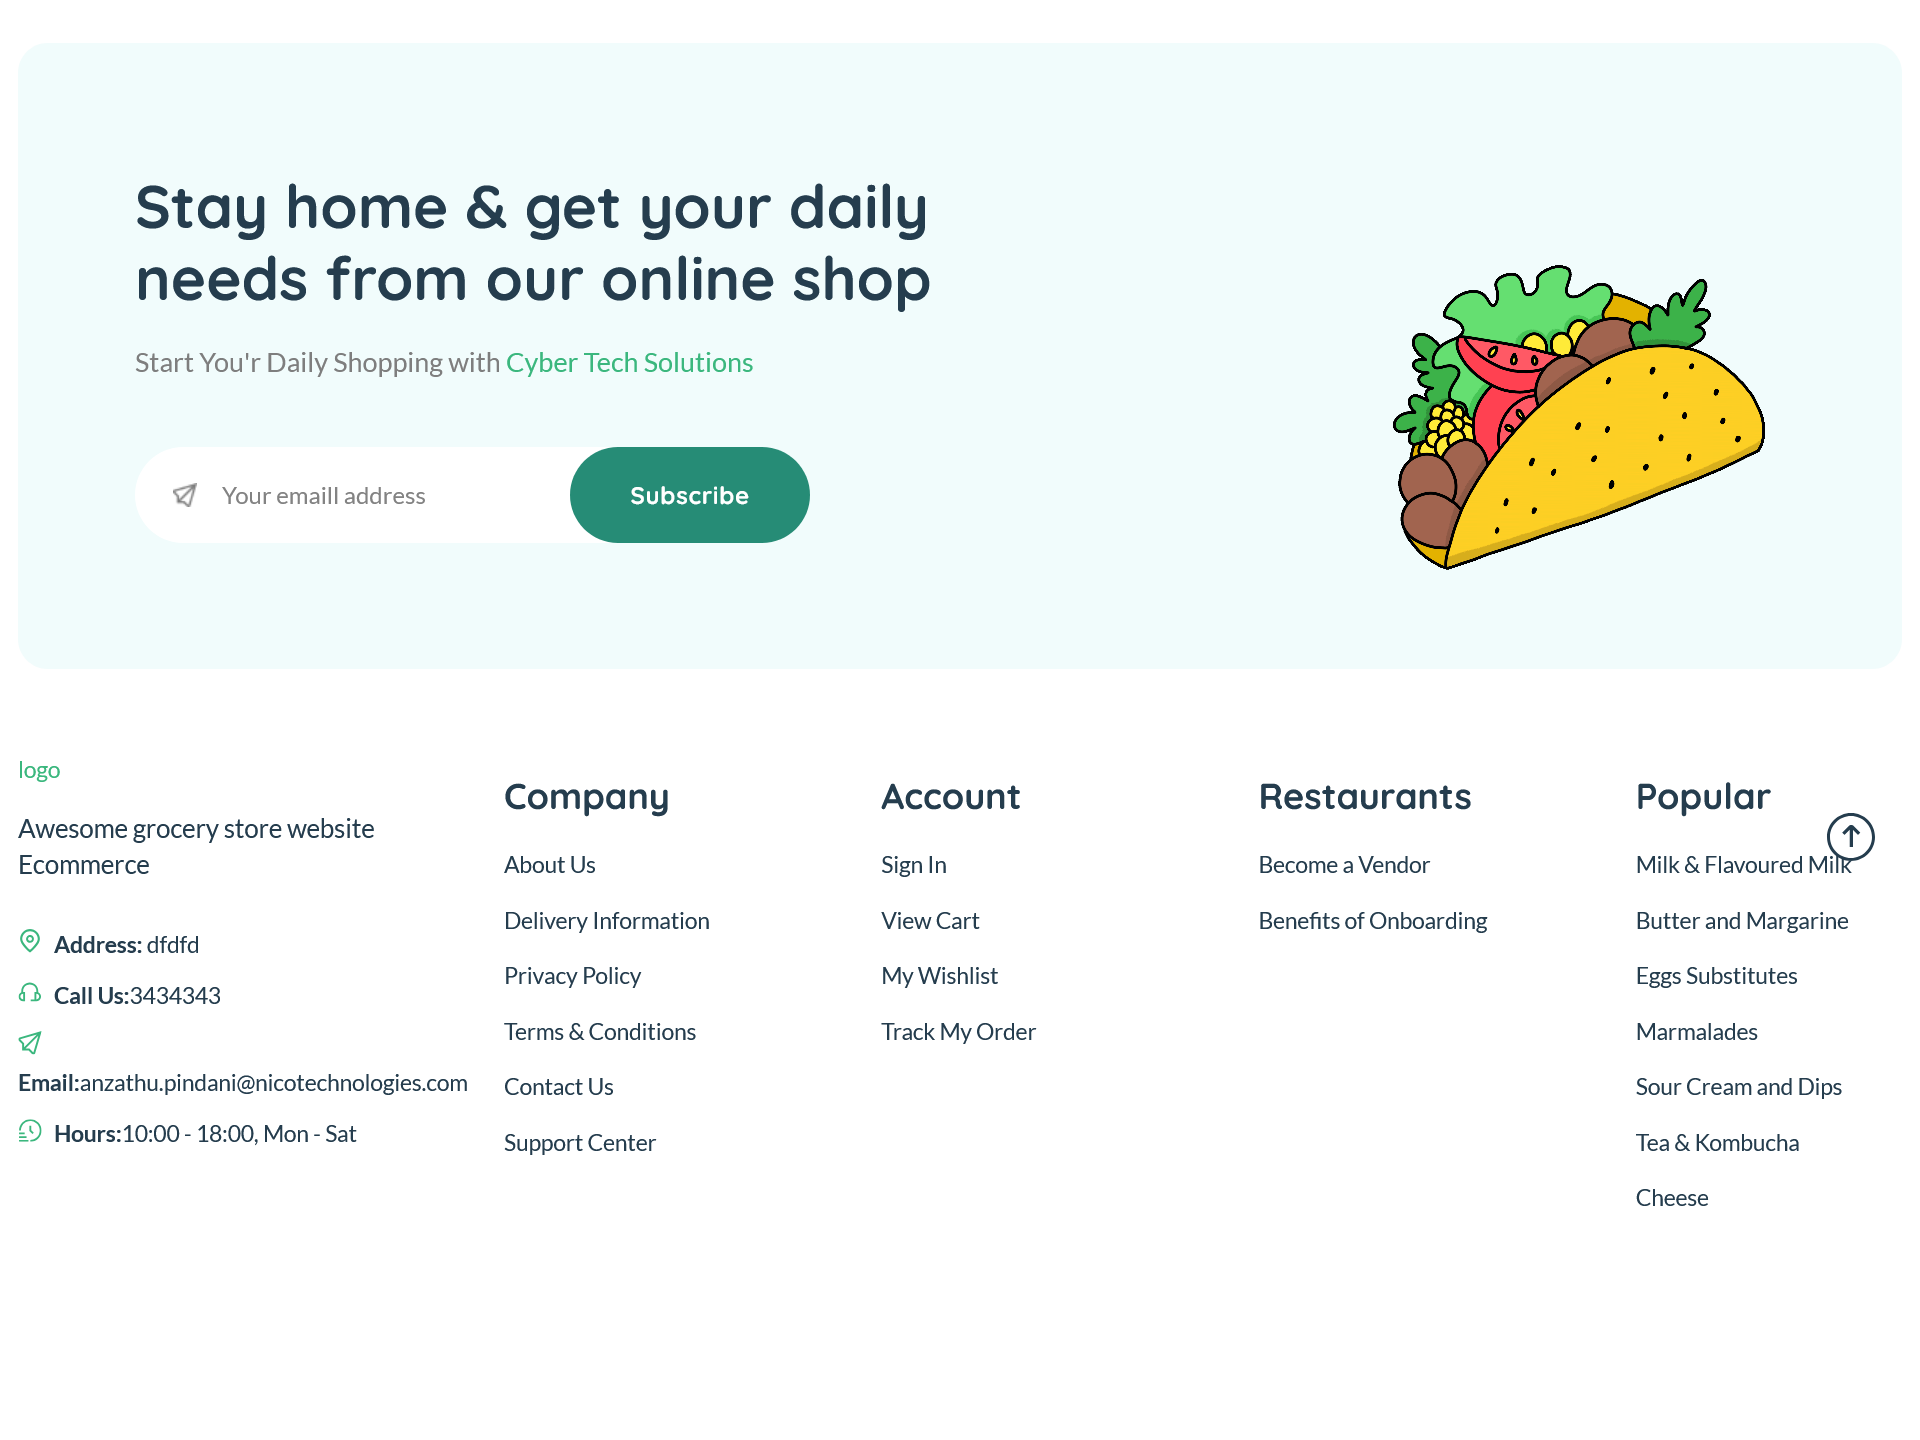 Stay home & get your daily
needs from our online shop
Start You'r Daily Shopping with Cyber Tech Solutions
Your emaill address
Subscribe
logo
Awesome grocery store website
Ecommerce
Address: dfdfd
Call Us:3434343
Email:anzathu.pindani@nicotechnologies.com
Hours:10:00 - 18:00, Mon - Sat
Company
About Us
Delivery Information
Privacy Policy
Terms & Conditions
Contact Us
Support Center
Account
Sign In
View Cart
My Wishlist
Track My Order
Restaurants
Become a Vendor
Benefits of Onboarding
Popular
Milk & Flavoured Milk
Butter and Margarine
Eggs Substitutes
Marmalades
Sour Cream and Dips
Tea & Kombucha
Cheese